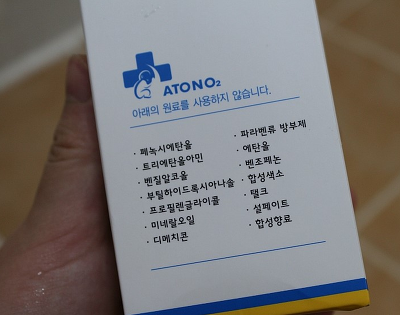 ATONO₂
아래의 원료를 사용하지 않습니다.
· 페녹시에탄올
· 트리에탄올아민
· 벤질알코올
· 부틸하이드록시아니솔
· 프로필렌글라이콜
· 미네랄오일
· 디메치콘
· 파라벤류 방부제
· 에탄올
· 벤조페논
· 합성색소
· 탤크
· 설페이트
· 합성향료